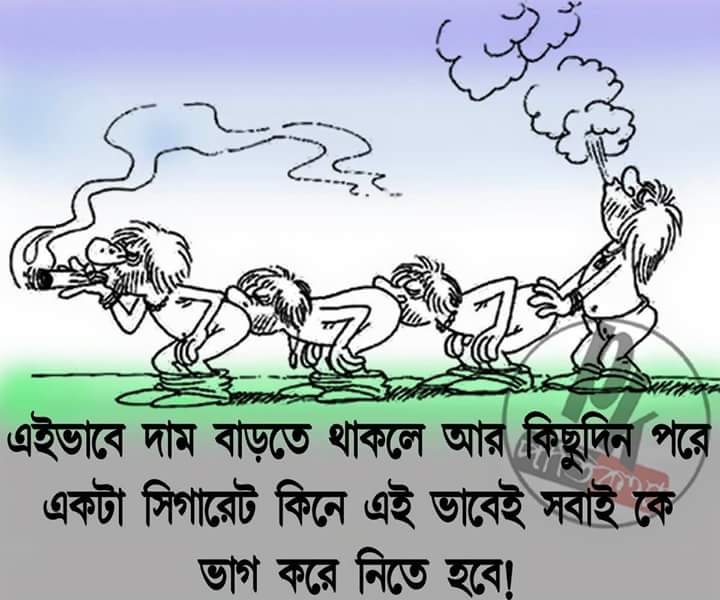 এইভাবে দাম বাড়তে থাকলে আর কিছুদিন পরে
একটা সিগারেট কিনে এই ভাবেই সবাই কে
ভাগ করে নিতে হবে!